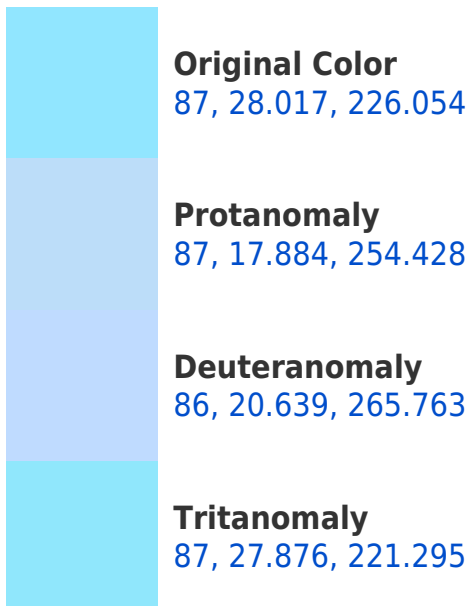 Original Color
87, 28.017, 226.054
Protanomaly
87, 17.884, 254.428
Deuteranomaly
86, 20.639, 265.763
Tritanomaly
87, 27.876, 221.295